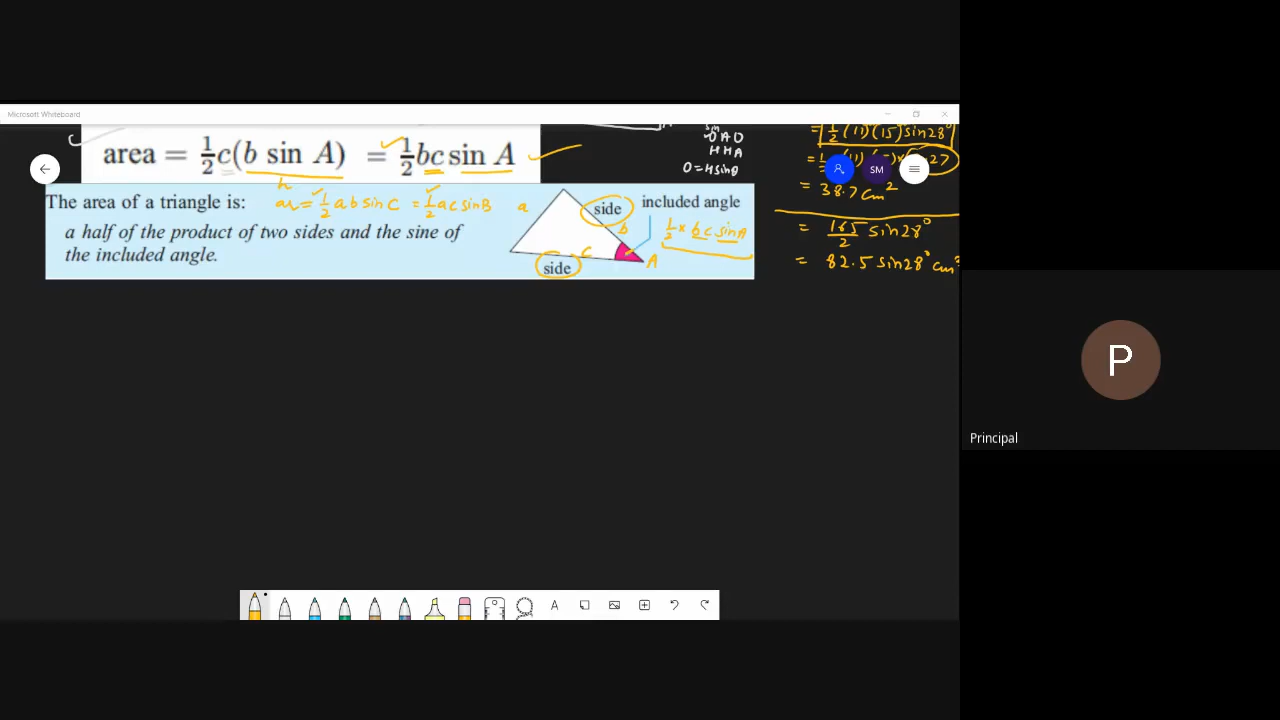 Microsoft Whiteboard
area = ½c(b sin A) = ½bc sin A
h
The area of a triangle is:
a half of the product of two sides and the sine of
the included angle.
ar = ½ ab sin C = ½ ac sin B
a
side
b
included angle
½ × bc sin A
c
side
A
sin
O A O
H H A
O = H sin θ
= ½ (11)(15) sin 28°
= 38.7 cm²
= 165/2 sin 28°
= 82.5 sin 28° cm²
SM
A
P
Principal